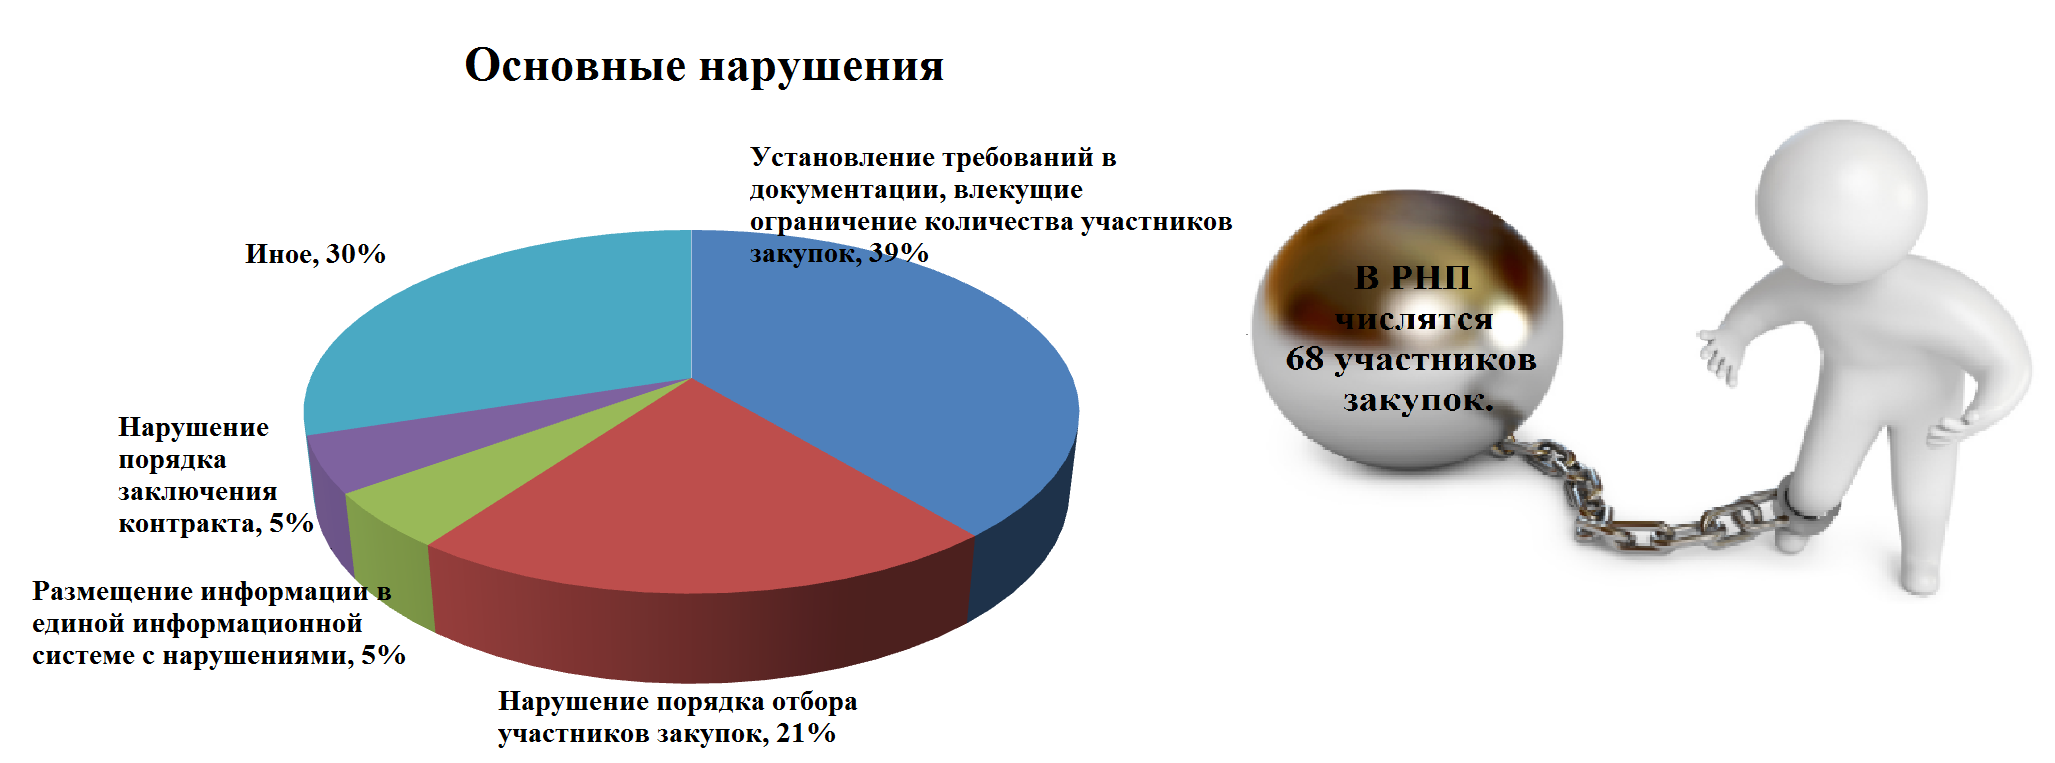 Основные нарушения
Установление требований в
документации, влекущие
ограничение количества участников
закупок, 39%
Иное, 30%
Нарушение
порядка
заключения
контракта, 5%
Размещение информации в
единой информационной
системе с нарушениями, 5%
Нарушение порядка отбора
участников закупок, 21%
В РНП
числятся
68 участников
закупок.